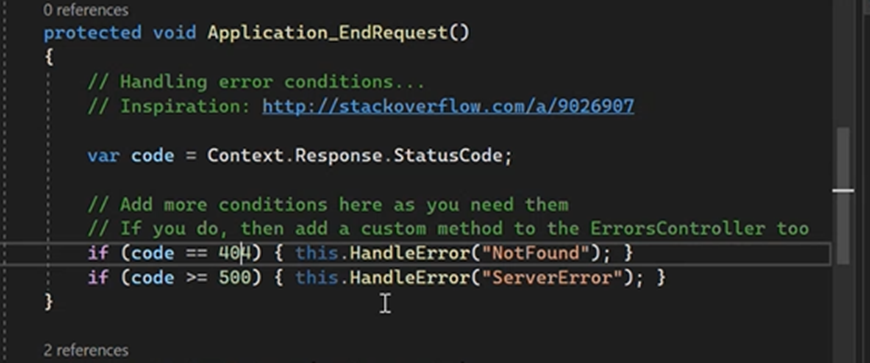 0 references
protected void Application_EndRequest()
{
// Handling error conditions...
// Inspiration: http://stackoverflow.com/a/9026907
var code = Context.Response.StatusCode;
// Add more conditions here as you need them
// If you do, then add a custom method to the ErrorsController too
if (code == 404) { this.HandleError("NotFound"); }
if (code >= 500) { this.HandleError("ServerError"); }
}
2 references